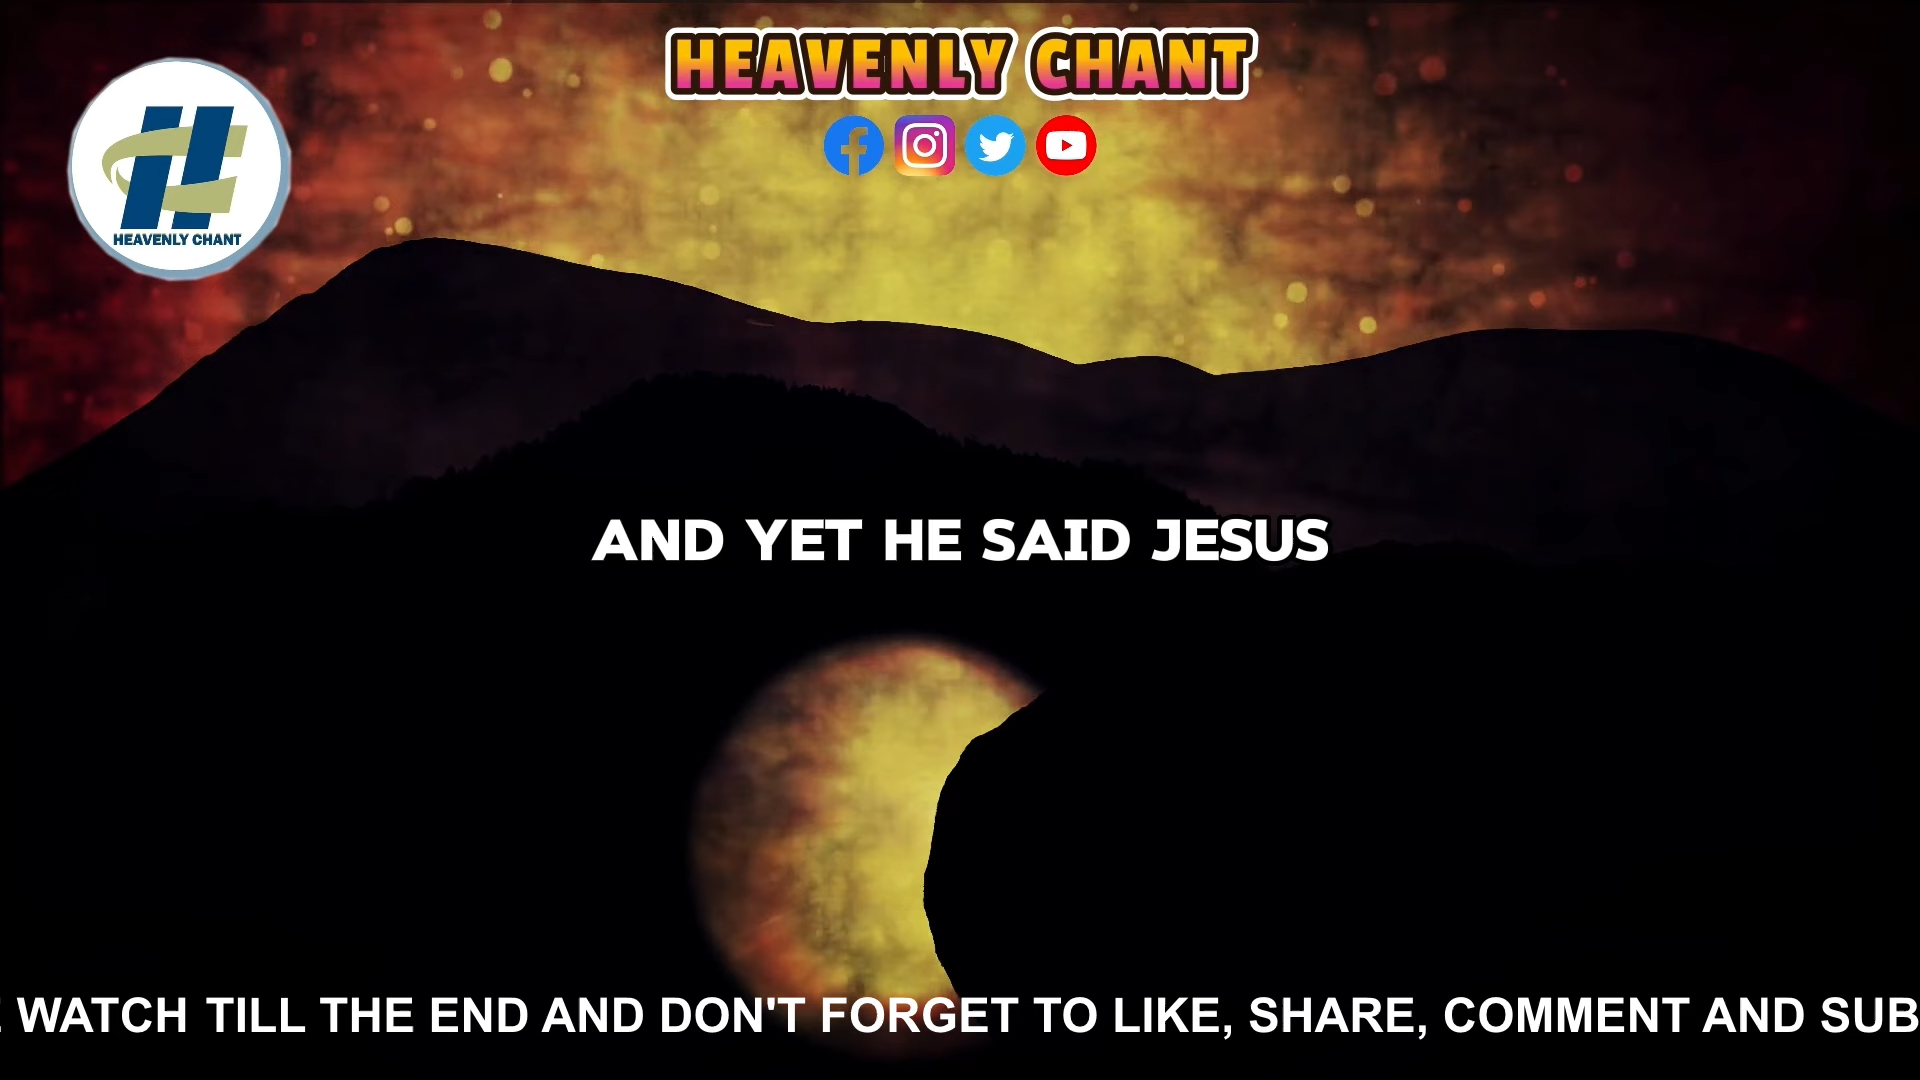 HEAVENLY CHANT
HEAVENLY CHANT
AND YET HE SAID JESUS
WATCH TILL THE END AND DON'T FORGET TO LIKE, SHARE, COMMENT AND SUB